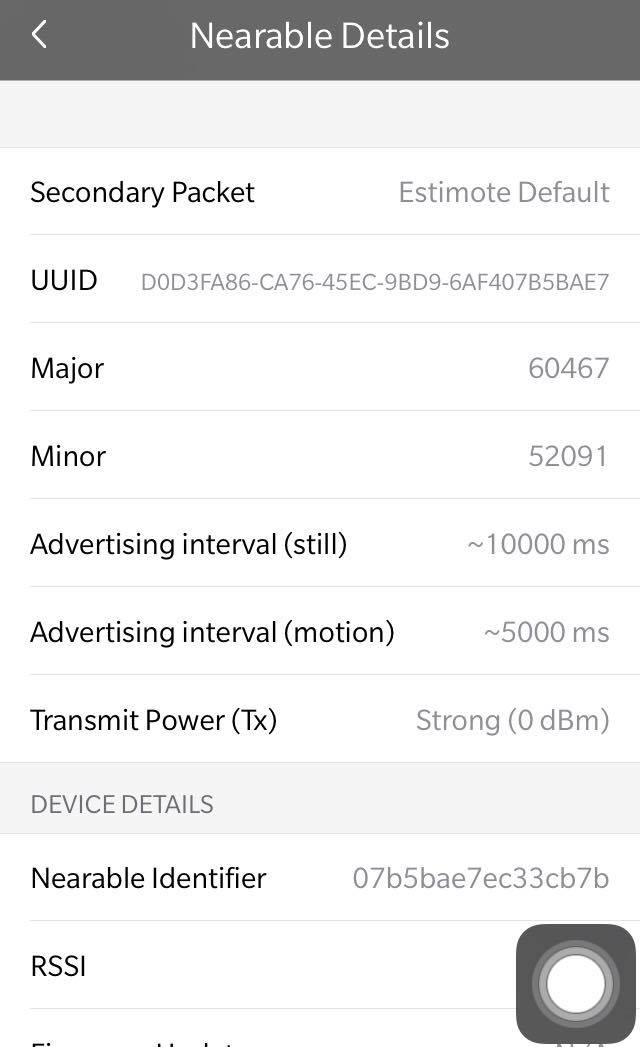 Nearable Details
Secondary Packet Estimote Default
UUID D0D3FA86-CA76-45EC-9BD9-6AF407B5BAE7
Major 60467
Minor 52091
Advertising interval (still) ~10000 ms
Advertising interval (motion) ~5000 ms
Transmit Power (Tx) Strong (0 dBm)
DEVICE DETAILS
Nearable Identifier 07b5bae7ec33cb7b
RSSI